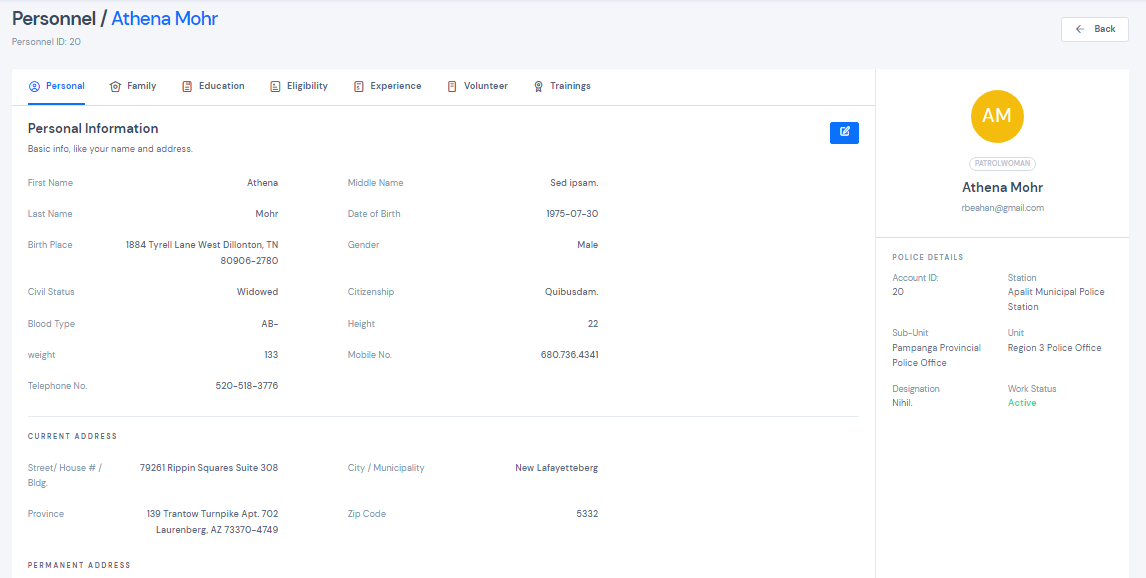 Personnel / Athena Mohr
Personnel ID: 20
Back
Personal Family Education Eligibility Experience Volunteer Trainings
Personal Information
Basic info, like your name and address.
First Name Athena Middle Name Sed ipsam.
Last Name Mohr Date of Birth 1975-07-30
Birth Place 1884 Tyrell Lane West Dillonton, TN Gender Male
80906-2780
Civil Status Widowed Citizenship Quibusdam.
Blood Type AB- Height 22
weight 133 Mobile No. 680.736.4341
Telephone No. 520-518-3776
CURRENT ADDRESS
Street/ House # / 79261 Rippin Squares Suite 308 City / Municipality New Lafayetteberg
Bldg.
Province 139 Trantow Turnpike Apt. 702 Zip Code 5332
Laurenberg, AZ 73370-4749
PERMANENT ADDRESS
AM
PATROLWOMAN
Athena Mohr
rbeahan@gmail.com
POLICE DETAILS
Account ID: Station
20 Apalit Municipal Police
Station
Sub-Unit Unit
Pampanga Provincial Region 3 Police Office
Police Office
Designation Work Status
Nihil. Active